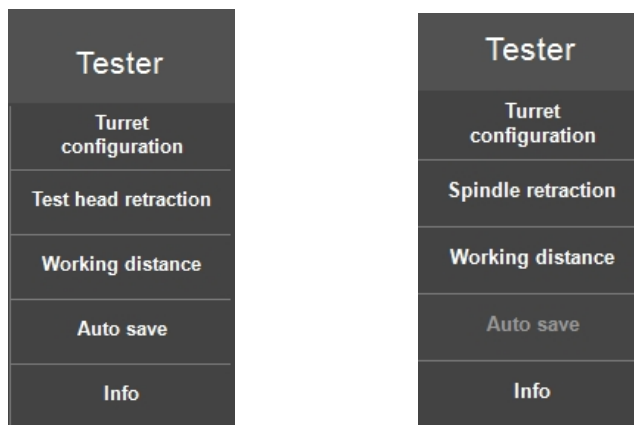 Tester
Turret
configuration
Test head retraction
Working distance
Auto save
Info
Tester
Turret
configuration
Spindle retraction
Working distance
Auto save
Info